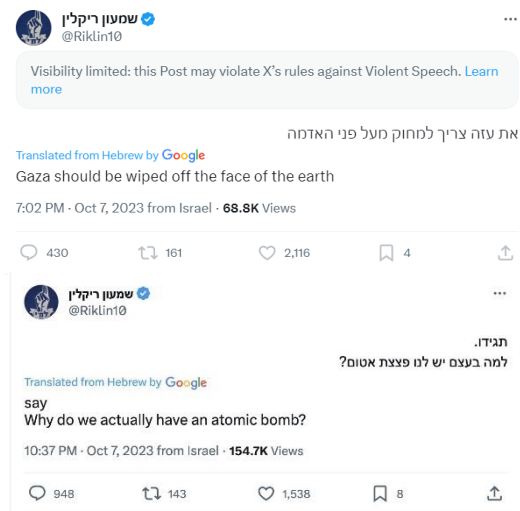 שמעון ריקלין
@Riklin10
Visibility limited: this Post may violate X's rules against Violent Speech. Learn
more
את עזה צריך למחוק מעל פני האדמה
Translated from Hebrew by Google
Gaza should be wiped off the face of the earth
7:02 PM · Oct 7, 2023 from Israel · 68.8K Views
430 161 2,116 4
שמעון ריקלין
@Riklin10
תגידו.
למה בעצם יש לנו פצצת אטום?
Translated from Hebrew by Google
say
Why do we actually have an atomic bomb?
10:37 PM · Oct 7, 2023 from Israel · 154.7K Views
948 143 1,538 8